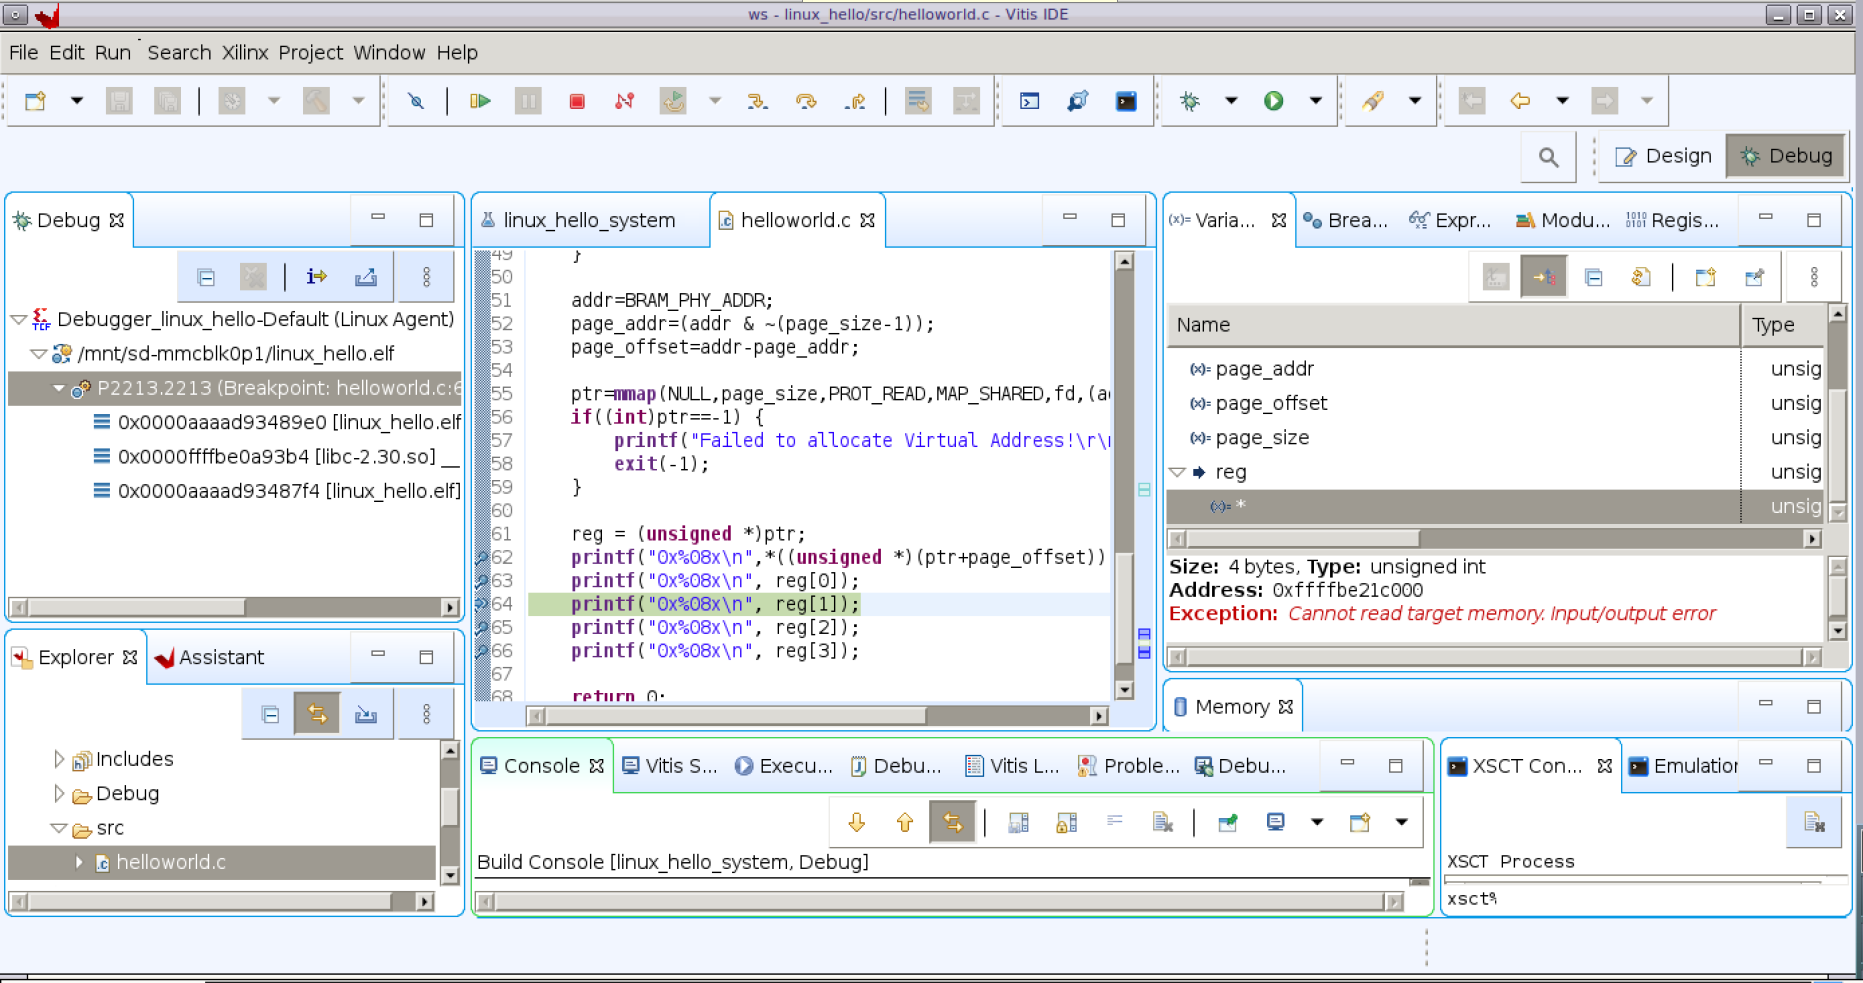 ws - linux_hello/src/helloworld.c - Vitis IDE
File Edit Run Search Xilinx Project Window Help
Design
Debug
Debug
Debugger_linux_hello-Default (Linux Agent)
/mnt/sd-mmcblk0p1/linux_hello.elf
P2213.2213 (Breakpoint: helloworld.c:6
0x0000aaaad93489e0 [linux_hello.elf
0x0000ffffbe0a93b4 [libc-2.30.so] __
0x0000aaaad93487f4 [linux_hello.elf]
Explorer
Assistant
Includes
Debug
src
helloworld.c
linux_hello_system
helloworld.c
49 }
50
51 addr=BRAM_PHY_ADDR;
52 page_addr=(addr & ~(page_size-1));
53 page_offset=addr-page_addr;
54
55 ptr=mmap(NULL,page_size,PROT_READ,MAP_SHARED,fd,(a
56 if((int)ptr==-1) {
57 printf("Failed to allocate Virtual Address!\r\
58 exit(-1);
59 }
60
61 reg = (unsigned *)ptr;
62 printf("0x%08x\n",*((unsigned *)(ptr+page_offset))
63 printf("0x%08x\n", reg[0]);
64 printf("0x%08x\n", reg[1]);
65 printf("0x%08x\n", reg[2]);
66 printf("0x%08x\n", reg[3]);
67
68 return 0;
(x)= Varia...
Brea...
Expr...
Modu...
1010 0101 Regis...
Name Type
(x)= page_addr unsig
(x)= page_offset unsig
(x)= page_size unsig
reg unsig
(x)= * unsig
Size: 4 bytes, Type: unsigned int
Address: 0xffffbe21c000
Exception: Cannot read target memory. Input/output error
Memory
Console
Vitis S...
Execu...
Debu...
Vitis L...
Proble...
Debu...
Build Console [linux_hello_system, Debug]
XSCT Con...
Emulation
XSCT Process
xsct%